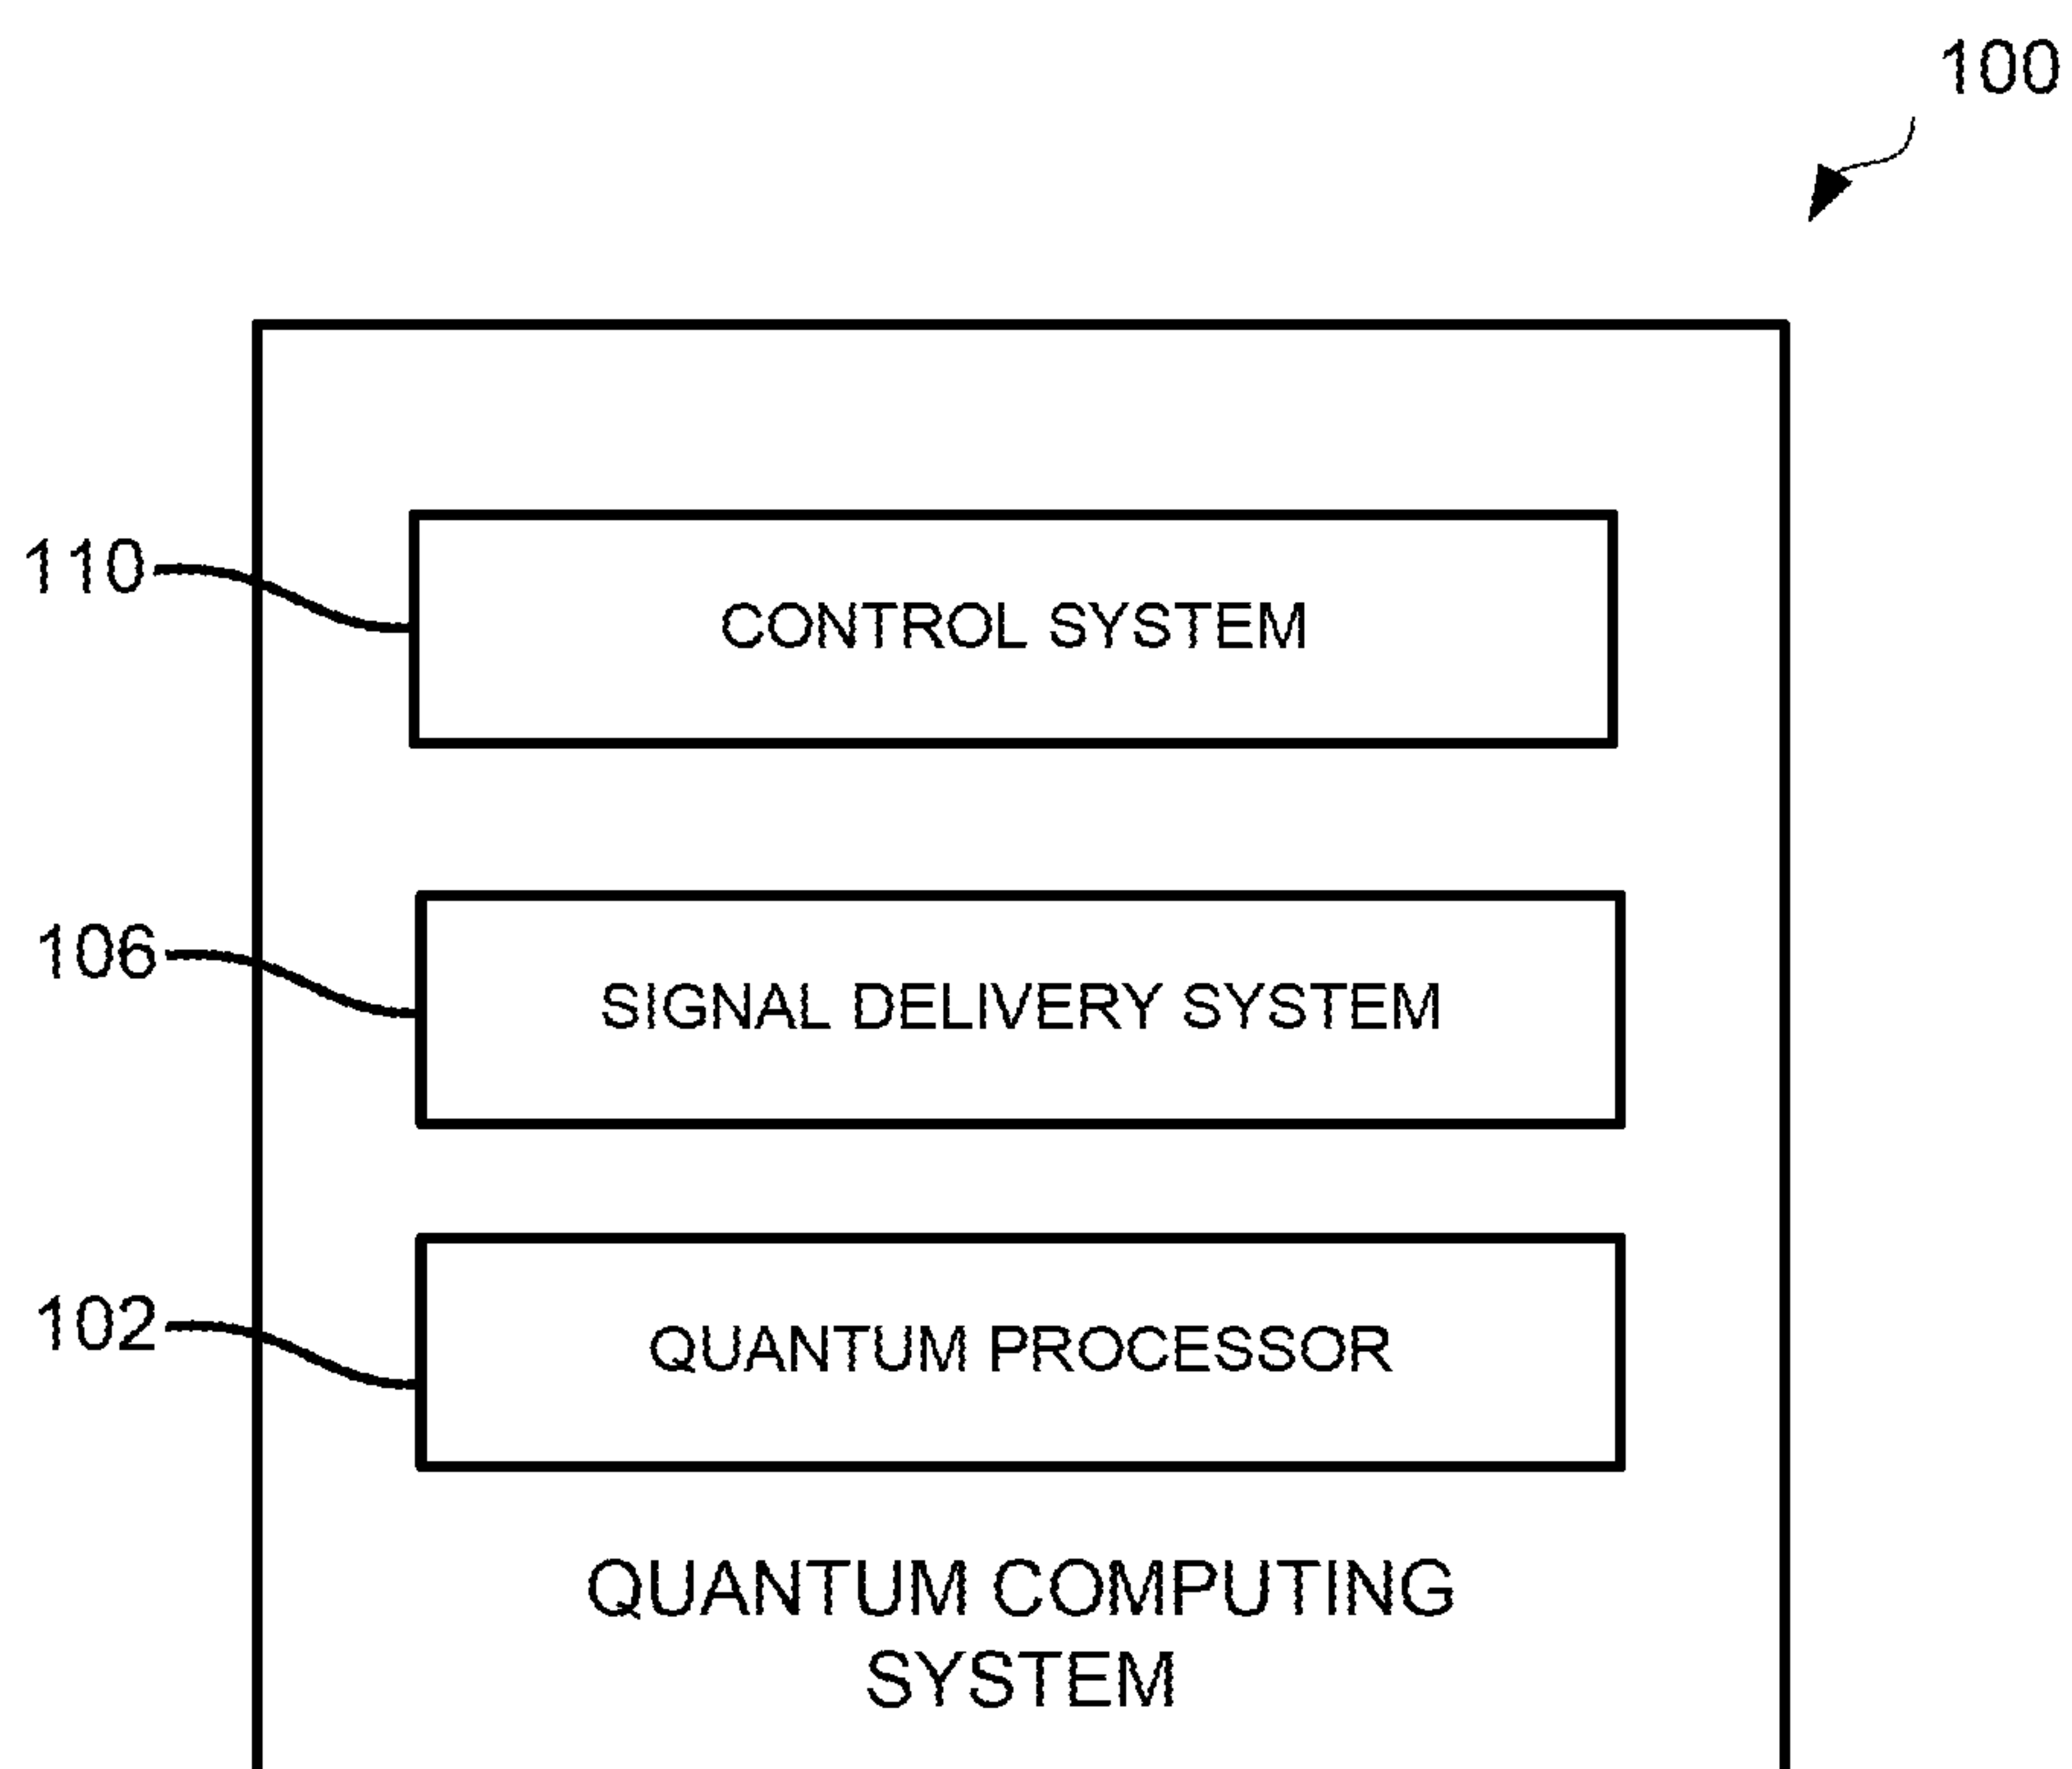 100
110
CONTROL SYSTEM
106
SIGNAL DELIVERY SYSTEM
102
QUANTUM PROCESSOR
QUANTUM COMPUTING
SYSTEM